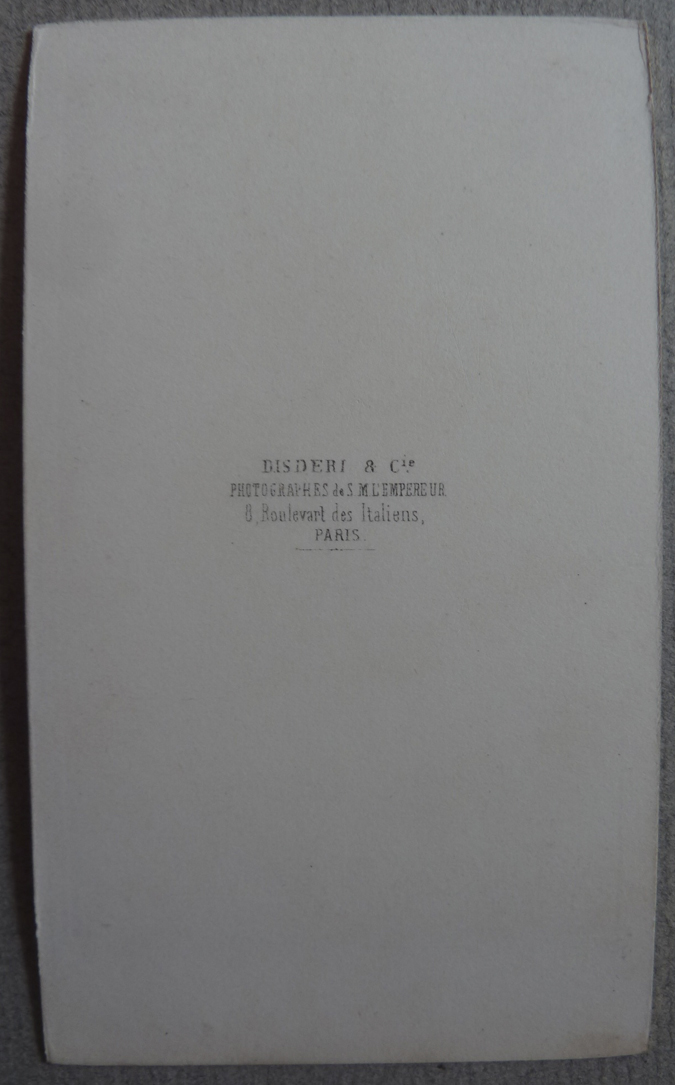 DISDERI & Cie
PHOTOGRAPHES de S.M L'EMPEREUR
8, Boulevart des Italiens,
PARIS.